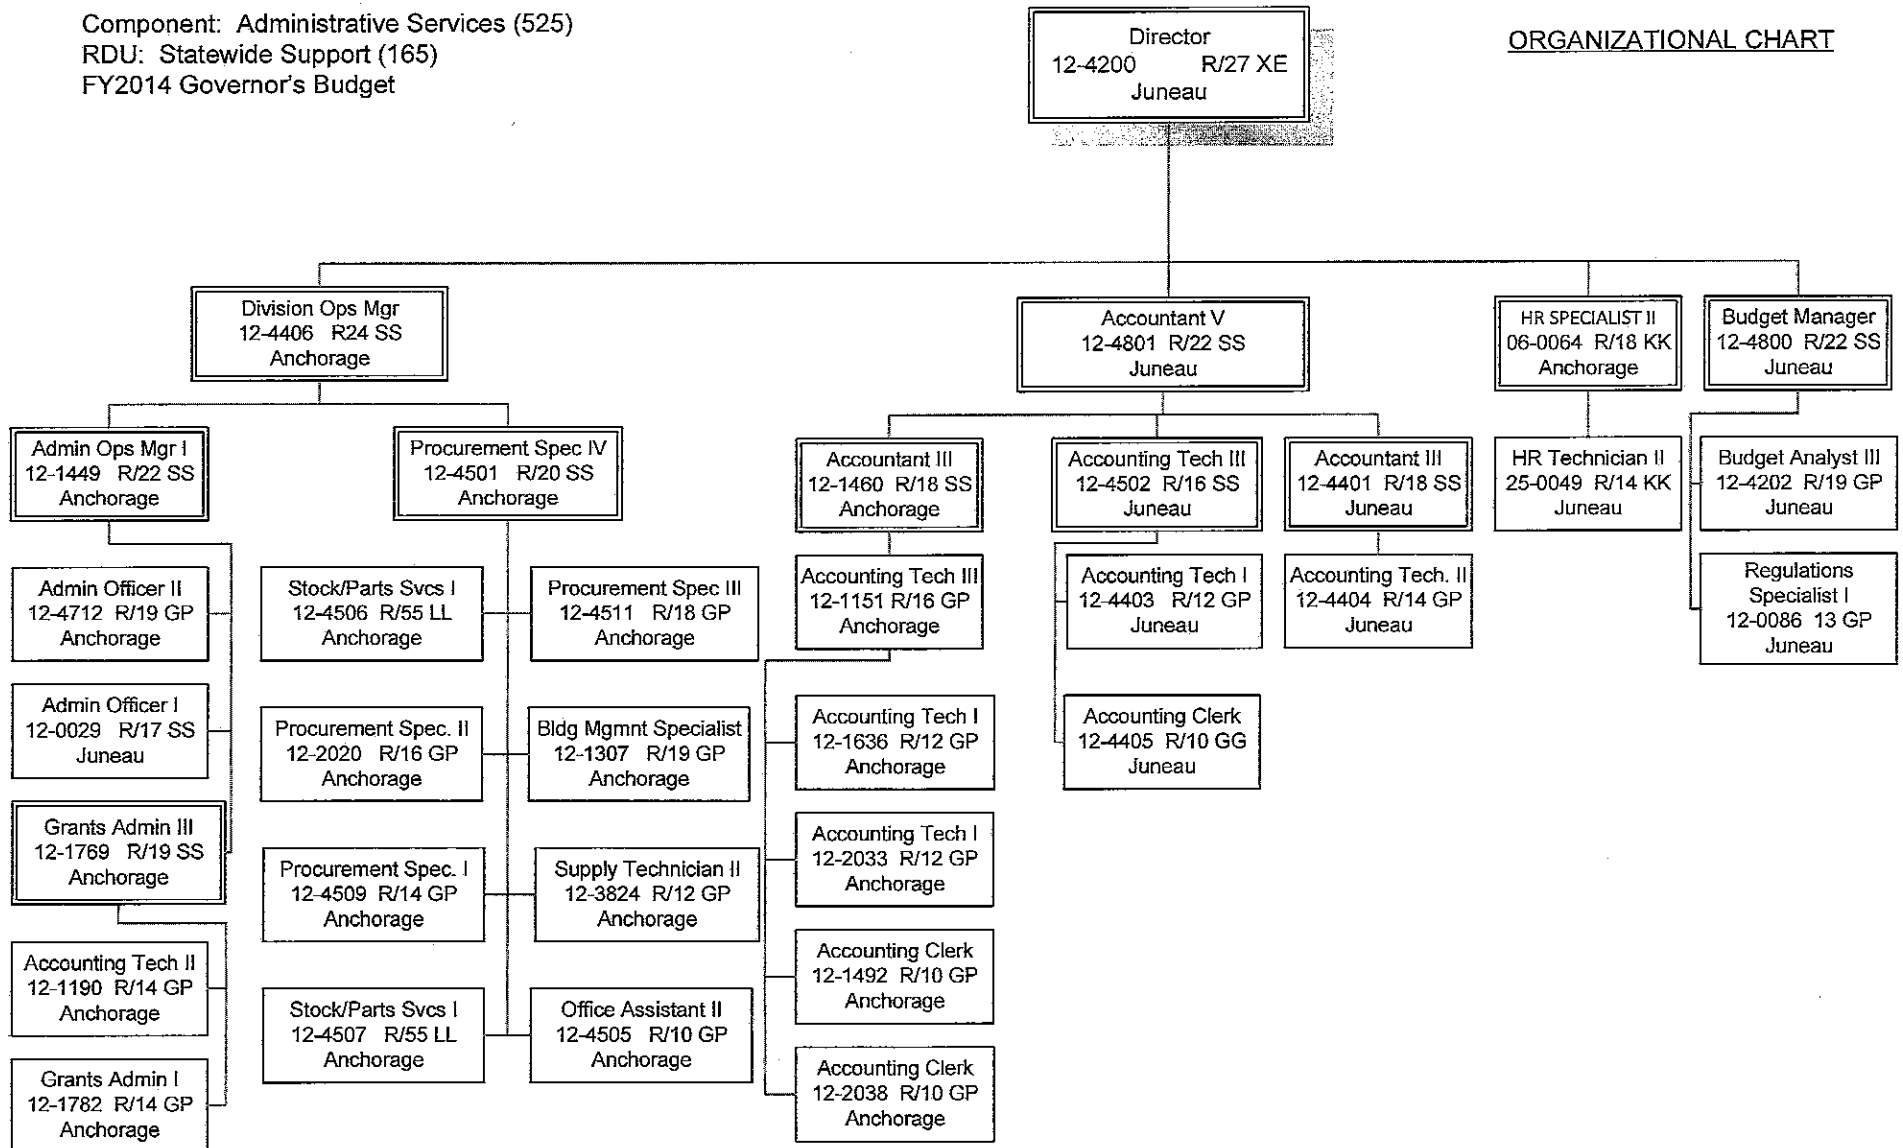 Component: Administrative Services (525)
RDU: Statewide Support (165)
FY2014 Governor's Budget
ORGANIZATIONAL CHART
Director
12-4200 R/27 XE
Juneau
Division Ops Mgr
12-4406 R24 SS
Anchorage
Accountant V
12-4801 R/22 SS
Juneau
HR SPECIALIST II
06-0064 R/18 KK
Anchorage
Budget Manager
12-4800 R/22 SS
Juneau
Admin Ops Mgr I
12-1449 R/22 SS
Anchorage
Procurement Spec IV
12-4501 R/20 SS
Anchorage
Accountant III
12-1460 R/18 SS
Anchorage
Accounting Tech III
12-4502 R/16 SS
Juneau
Accountant III
12-4401 R/18 SS
Juneau
HR Technician II
25-0049 R/14 KK
Juneau
Budget Analyst III
12-4202 R/19 GP
Juneau
Admin Officer II
12-4712 R/19 GP
Anchorage
Stock/Parts Svcs I
12-4506 R/55 LL
Anchorage
Procurement Spec III
12-4511 R/18 GP
Anchorage
Accounting Tech III
12-1151 R/16 GP
Anchorage
Accounting Tech I
12-4403 R/12 GP
Juneau
Accounting Tech. II
12-4404 R/14 GP
Juneau
Regulations
Specialist I
12-0086 13 GP
Juneau
Admin Officer I
12-0029 R/17 SS
Juneau
Procurement Spec. II
12-2020 R/16 GP
Anchorage
Bldg Mgmnt Specialist
12-1307 R/19 GP
Anchorage
Accounting Tech I
12-1636 R/12 GP
Anchorage
Accounting Clerk
12-4405 R/10 GG
Juneau
Grants Admin III
12-1769 R/19 SS
Anchorage
Procurement Spec. I
12-4509 R/14 GP
Anchorage
Supply Technician II
12-3824 R/12 GP
Anchorage
Accounting Tech I
12-2033 R/12 GP
Anchorage
Accounting Tech II
12-1190 R/14 GP
Anchorage
Stock/Parts Svcs I
12-4507 R/55 LL
Anchorage
Office Assistant II
12-4505 R/10 GP
Anchorage
Accounting Clerk
12-1492 R/10 GP
Anchorage
Grants Admin I
12-1782 R/14 GP
Anchorage
Accounting Clerk
12-2038 R/10 GP
Anchorage